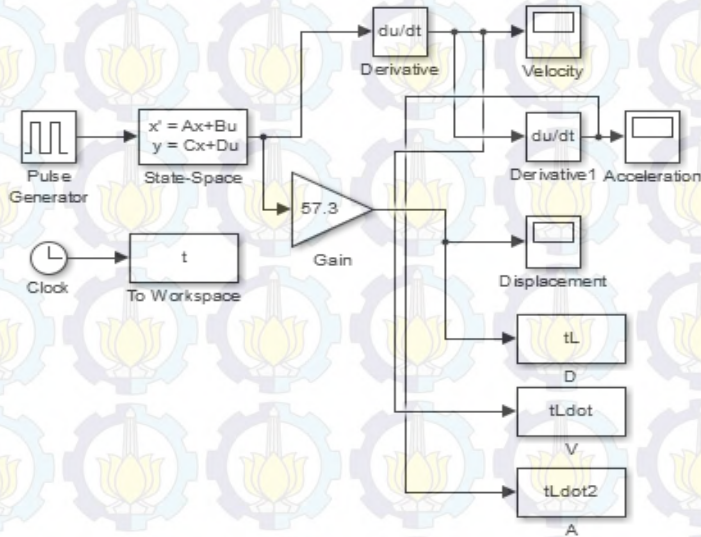 du/dt
Derivative
Velocity
Pulse
Generator
x' = Ax+Bu
y = Cx+Du
State-Space
du/dt
Derivative1
Acceleration
57.3
Gain
Clock
t
To Workspace
Displacement
tL
D
tLdot
V
tLdot2
A